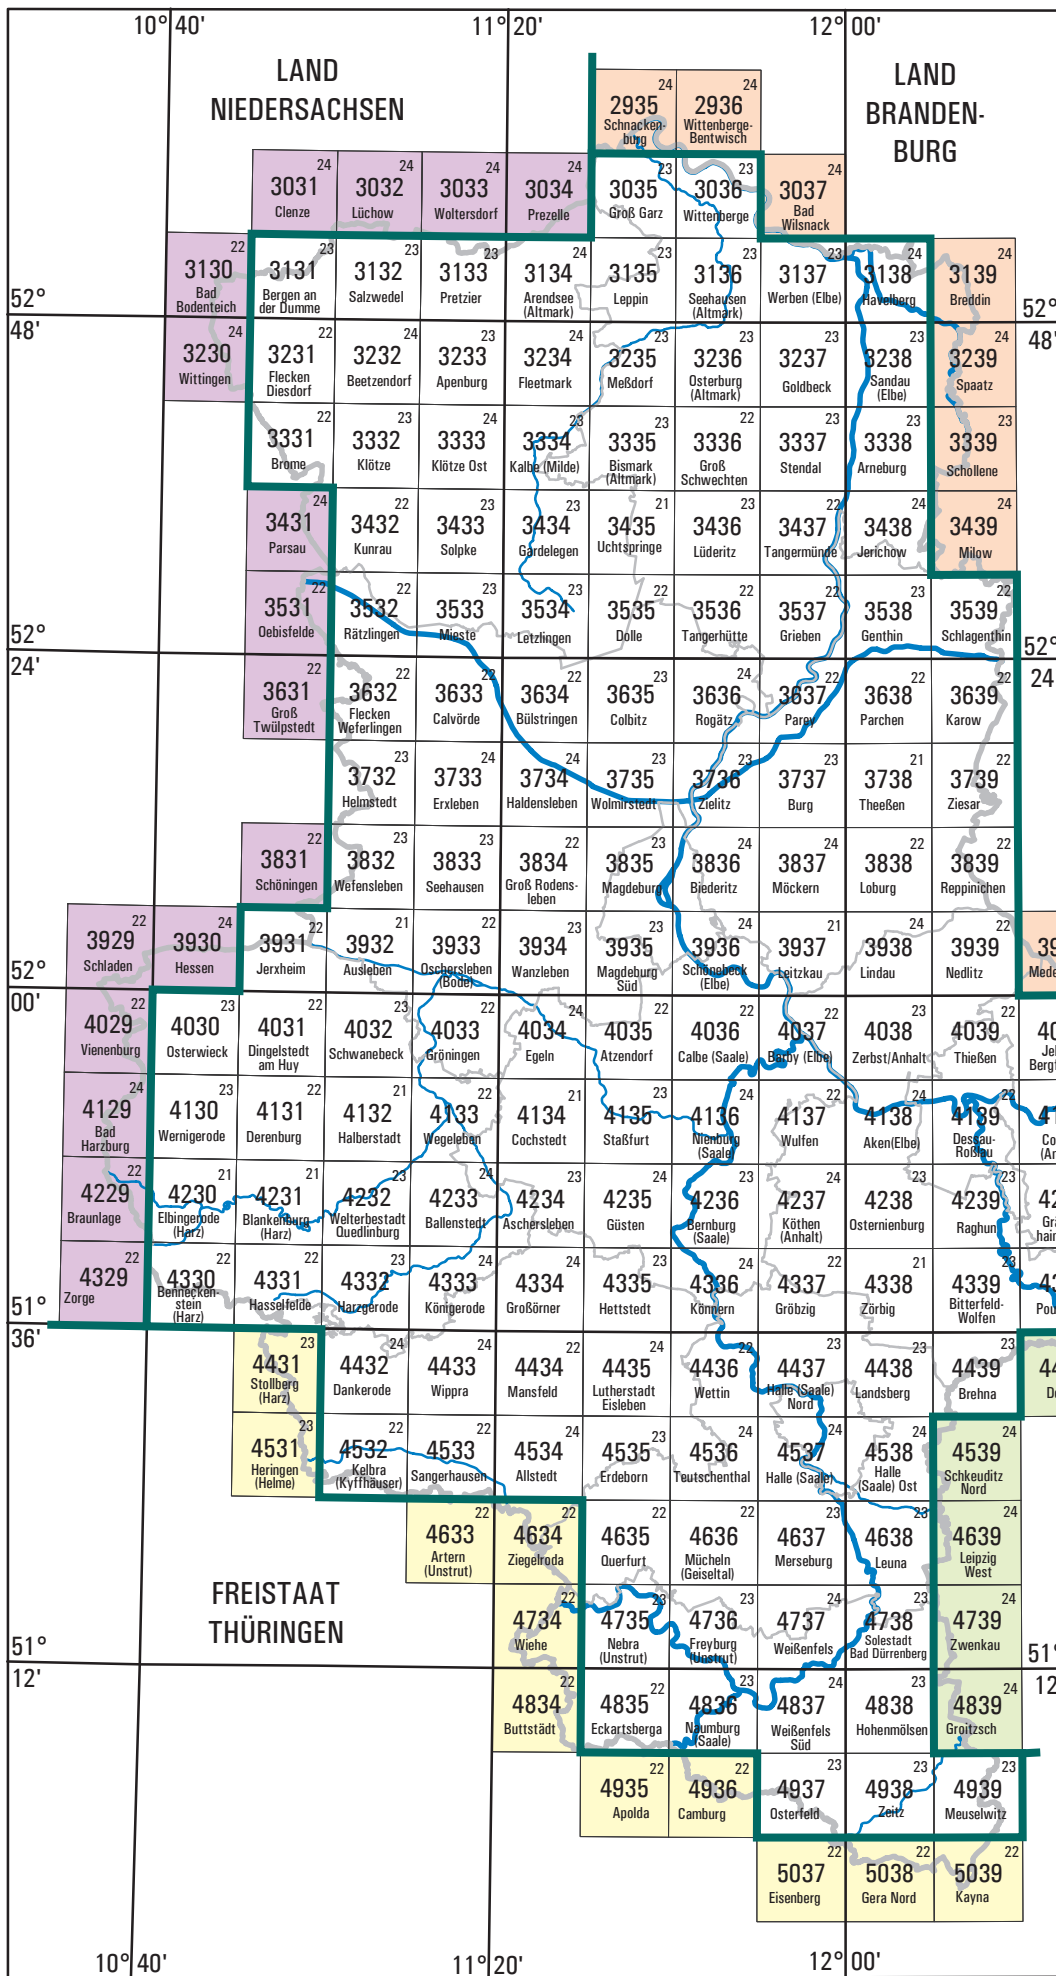 10°40'
11°20'
12°00'
LAND
NIEDERSACHSEN
LAND
BRANDEN-
BURG
24
2935
Schnacken-
burg
24
2936
Wittenberge-
Bentwisch
24
3031
Clenze
24
3032
Lüchow
24
3033
Woltersdorf
24
3034
Prezelle
23
3035
Groß Garz
23
3036
Wittenberge
24
3037
Bad
Wilsnack
22
3130
Bad
Bodenteich
23
3131
Bergen an
der Dumme
23
3132
Salzwedel
23
3133
Pretzier
24
3134
Arendsee
(Altmark)
23
3135
Leppin
23
3136
Seehausen
(Altmark)
23
3137
Werben (Elbe)
24
3138
Havelberg
24
3139
Breddin
52°
48'
52°
48'
24
3230
Wittingen
22
3231
Flecken
Diesdorf
24
3232
Beetzendorf
23
3233
Apenburg
24
3234
Fleetmark
23
3235
Meßdorf
23
3236
Osterburg
(Altmark)
23
3237
Goldbeck
23
3238
Sandau
(Elbe)
24
3239
Spaatz
22
3331
Brome
23
3332
Klötze
24
3333
Klötze Ost
23
3334
Kalbe (Milde)
23
3335
Bismark
(Altmark)
22
3336
Groß
Schwechten
23
3337
Stendal
23
3338
Arneburg
23
3339
Schollene
24
3431
Parsau
22
3432
Kunrau
23
3433
Solpke
23
3434
Gardelegen
21
3435
Uchtspringe
23
3436
Lüderitz
22
3437
Tangermünde
22
3438
Jerichow
24
3439
Milow
22
3531
Oebisfelde
22
3532
Rätzlingen
23
3533
Mieste
23
3534
Letzlingen
22
3535
Dolle
22
3536
Tangerhütte
22
3537
Grieben
23
3538
Genthin
22
3539
Schlagenthin
52°
24'
52°
24
22
3631
Groß
Twülpstedt
22
3632
Flecken
Weferlingen
22
3633
Calvörde
22
3634
Bülstringen
23
3635
Colbitz
24
3636
Rogätz
22
3637
Parey
22
3638
Parchen
22
3639
Karow
23
3732
Helmstedt
24
3733
Erxleben
24
3734
Haldensleben
23
3735
Wolmirstedt
23
3736
Zielitz
23
3737
Burg
21
3738
Theeßen
22
3739
Ziesar
22
3831
Schöningen
23
3832
Wefensleben
23
3833
Seehausen
22
3834
Groß Rodens-
leben
23
3835
Magdeburg
24
3836
Biederitz
24
3837
Möckern
22
3838
Loburg
22
3839
Reppinichen
22
3929
Schladen
24
3930
Hessen
22
3931
Jerxheim
21
3932
Ausleben
22
3933
Oschersleben
(Bode)
23
3934
Wanzleben
23
3935
Magdeburg
Süd
24
3936
Schönebeck
(Elbe)
21
3937
Leitzkau
24
3938
Lindau
22
3939
Nedlitz
39
Mede
52°
00'
22
4029
Vienenburg
23
4030
Osterwieck
22
4031
Dingelstedt
am Huy
23
4032
Schwanebeck
22
4033
Gröningen
24
4034
Egeln
22
4035
Atzendorf
22
4036
Calbe (Saale)
22
4037
Barby (Elbe)
23
4038
Zerbst/Anhalt
22
4039
Thießen
40
Je
Bergf
24
4129
Bad
Harzburg
23
4130
Wernigerode
22
4131
Derenburg
21
4132
Halberstadt
22
4133
Wegeleben
21
4134
Cochstedt
23
4135
Staßfurt
24
4136
Nienburg
(Saale)
22
4137
Wulfen
24
4138
Aken(Elbe)
22
4139
Dessau-
Roßlau
41
Co
(An
22
4229
Braunlage
21
4230
Elbingerode
(Harz)
21
4231
Blankenburg
(Harz)
23
4232
Welterbestadt
Quedlinburg
24
4233
Ballenstedt
23
4234
Aschersleben
24
4235
Güsten
23
4236
Bernburg
(Saale)
24
4237
Köthen
(Anhalt)
23
4238
Osternienburg
23
4239
Raghun
42
Grä
hain
22
4329
Zorge
22
4330
Bennecken-
stein
(Harz)
22
4331
Hasselfelde
23
4332
Harzgerode
24
4333
Königerode
24
4334
Großörner
23
4335
Hettstedt
24
4336
Könnern
22
4337
Gröbzig
21
4338
Zörbig
23
4339
Bitterfeld-
Wolfen
43
Pou
51°
36'
23
4431
Stollberg
(Harz)
24
4432
Dankerode
24
4433
Wippra
22
4434
Mansfeld
24
4435
Lutherstadt
Eisleben
22
4436
Wettin
23
4437
Halle (Saale)
Nord
23
4438
Landsberg
23
4439
Brehna
44
De
23
4531
Heringen
(Helme)
22
4532
Kelbra
(Kyffhäuser)
22
4533
Sangerhausen
24
4534
Allstedt
23
4535
Erdeborn
24
4536
Teutschenthal
24
4537
Halle (Saale)
24
4538
Halle
(Saale) Ost
24
4539
Schkeuditz
Nord
22
4633
Artern
(Unstrut)
22
4634
Ziegelroda
22
4635
Querfurt
22
4636
Mücheln
(Geiseltal)
23
4637
Merseburg
23
4638
Leuna
24
4639
Leipzig
West
FREISTAAT
THÜRINGEN
22
4734
Wiehe
23
4735
Nebra
(Unstrut)
23
4736
Freyburg
(Unstrut)
24
4737
Weißenfels
23
4738
Solestadt
Bad Dürrenberg
24
4739
Zwenkau
51°
12'
51°
12
22
4834
Buttstädt
22
4835
Eckartsberga
23
4836
Naumburg
(Saale)
24
4837
Weißenfels
Süd
23
4838
Hohenmölsen
24
4839
Groitzsch
22
4935
Apolda
22
4936
Camburg
23
4937
Osterfeld
23
4938
Zeitz
23
4939
Meuselwitz
22
5037
Eisenberg
22
5038
Gera Nord
22
5039
Kayna
10°40'
11°20'
12°00'